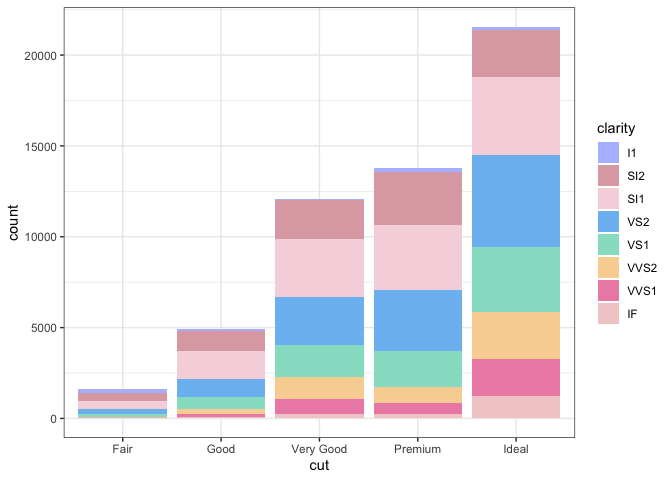 20000
15000
10000
5000
0
count
Fair Good Very Good Premium Ideal
cut
clarity
I1
SI2
SI1
VS2
VS1
VVS2
VVS1
IF